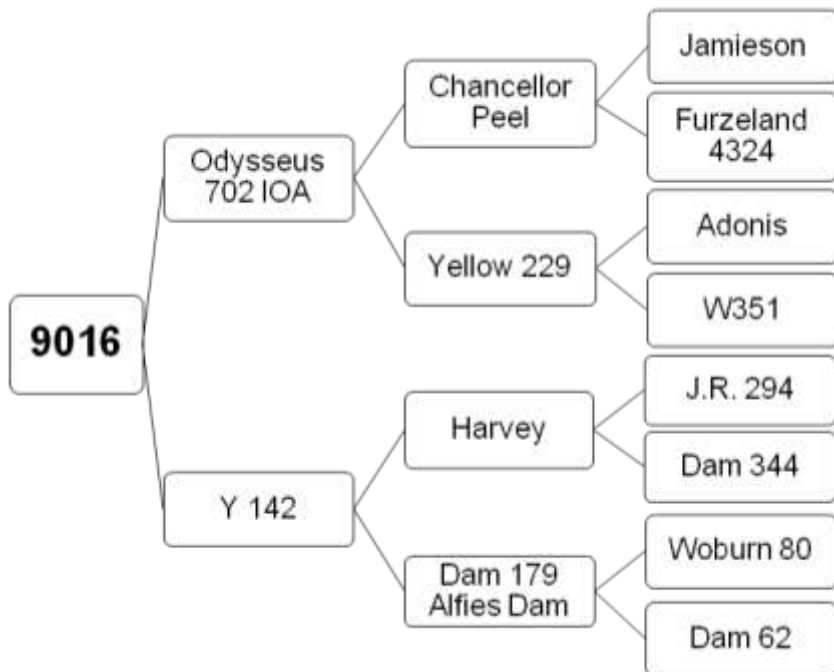 Jamieson
Chancellor
Peel
Furzeland
4324
Odysseus
702 IOA
Adonis
Yellow 229
W351
9016
J.R. 294
Harvey
Dam 344
Y 142
Woburn 80
Dam 179
Alfies Dam
Dam 62